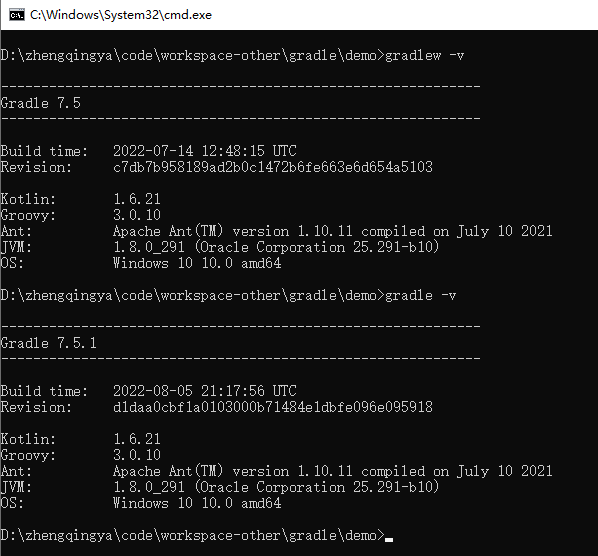 C:\Windows\System32\cmd.exe
D:\zhengqingya\code\workspace-other\gradle\demo>gradlew -v
------------------------------------------------------------
Gradle 7.5
------------------------------------------------------------
Build time:   2022-07-14 12:48:15 UTC
Revision:     c7db7b958189ad2b0c1472b6fe663e6d654a5103
Kotlin:       1.6.21
Groovy:       3.0.10
Ant:          Apache Ant(TM) version 1.10.11 compiled on July 10 2021
JVM:          1.8.0_291 (Oracle Corporation 25.291-b10)
OS:           Windows 10 10.0 amd64
D:\zhengqingya\code\workspace-other\gradle\demo>gradle -v
------------------------------------------------------------
Gradle 7.5.1
------------------------------------------------------------
Build time:   2022-08-05 21:17:56 UTC
Revision:     d1daa0cbf1a0103000b71484e1dbfe096e095918
Kotlin:       1.6.21
Groovy:       3.0.10
Ant:          Apache Ant(TM) version 1.10.11 compiled on July 10 2021
JVM:          1.8.0_291 (Oracle Corporation 25.291-b10)
OS:           Windows 10 10.0 amd64
D:\zhengqingya\code\workspace-other\gradle\demo>